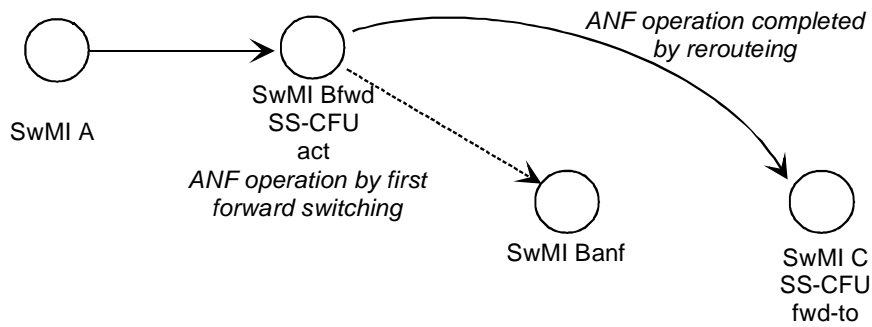 ANF operation completed
by rerouteing
SwMI A
SwMI Bfwd
SS-CFU
act
ANF operation by first
forward switching
SwMI Banf
SwMI C
SS-CFU
fwd-to